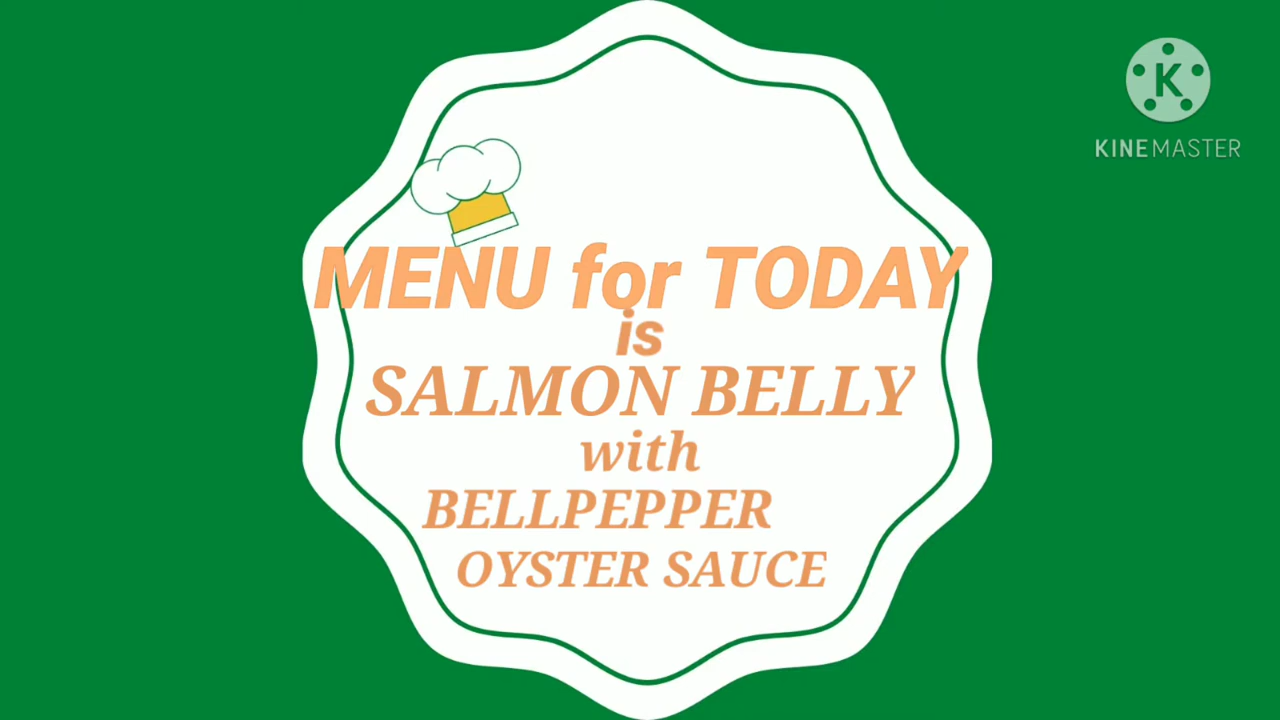 K
KINEMASTER
MENU for TODAY
is
SALMON BELLY
with
BELLPEPPER
OYSTER SAUCE